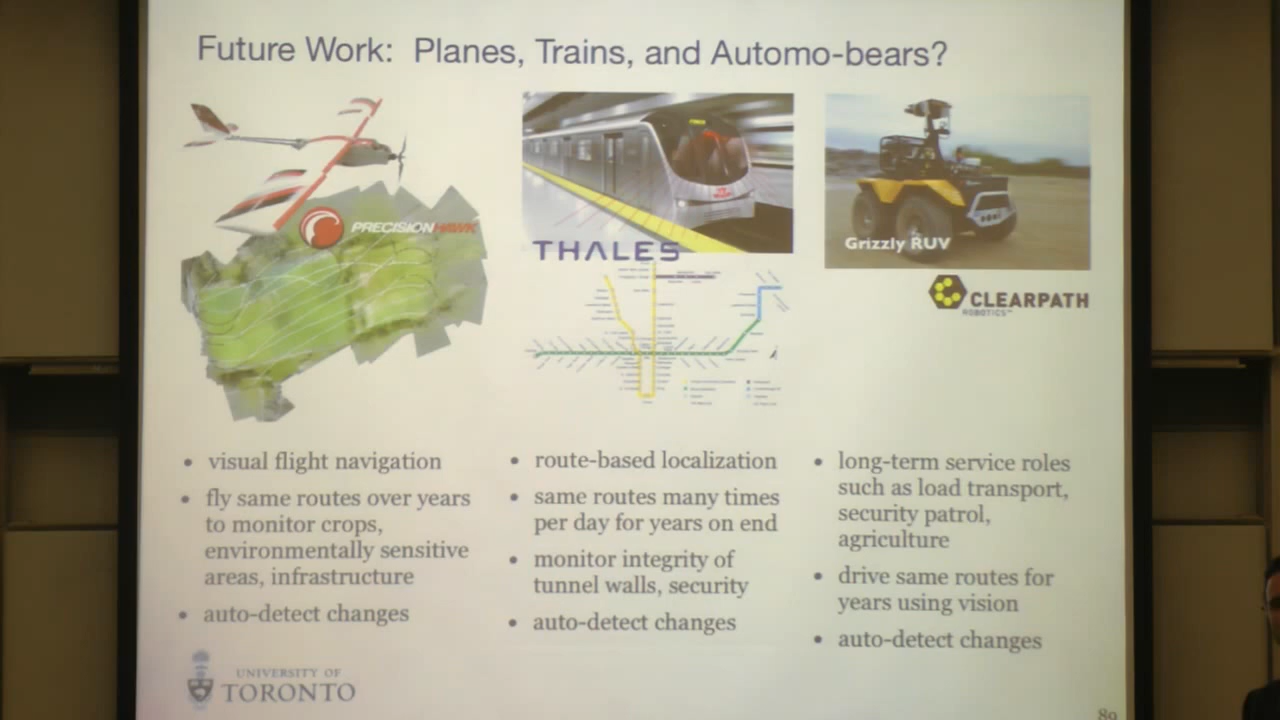 Future Work: Planes, Trains, and Automo-bears?
PRECISIONHAWK
THALES
Grizzly RUV
CLEARPATH
ROBOTICS™
• visual flight navigation
• fly same routes over years
to monitor crops,
environmentally sensitive
areas, infrastructure
• auto-detect changes
• route-based localization
• same routes many times
per day for years on end
• monitor integrity of
tunnel walls, security
• auto-detect changes
• long-term service roles
such as load transport,
security patrol,
agriculture
• drive same routes for
years using vision
• auto-detect changes
UNIVERSITY OF
TORONTO
89